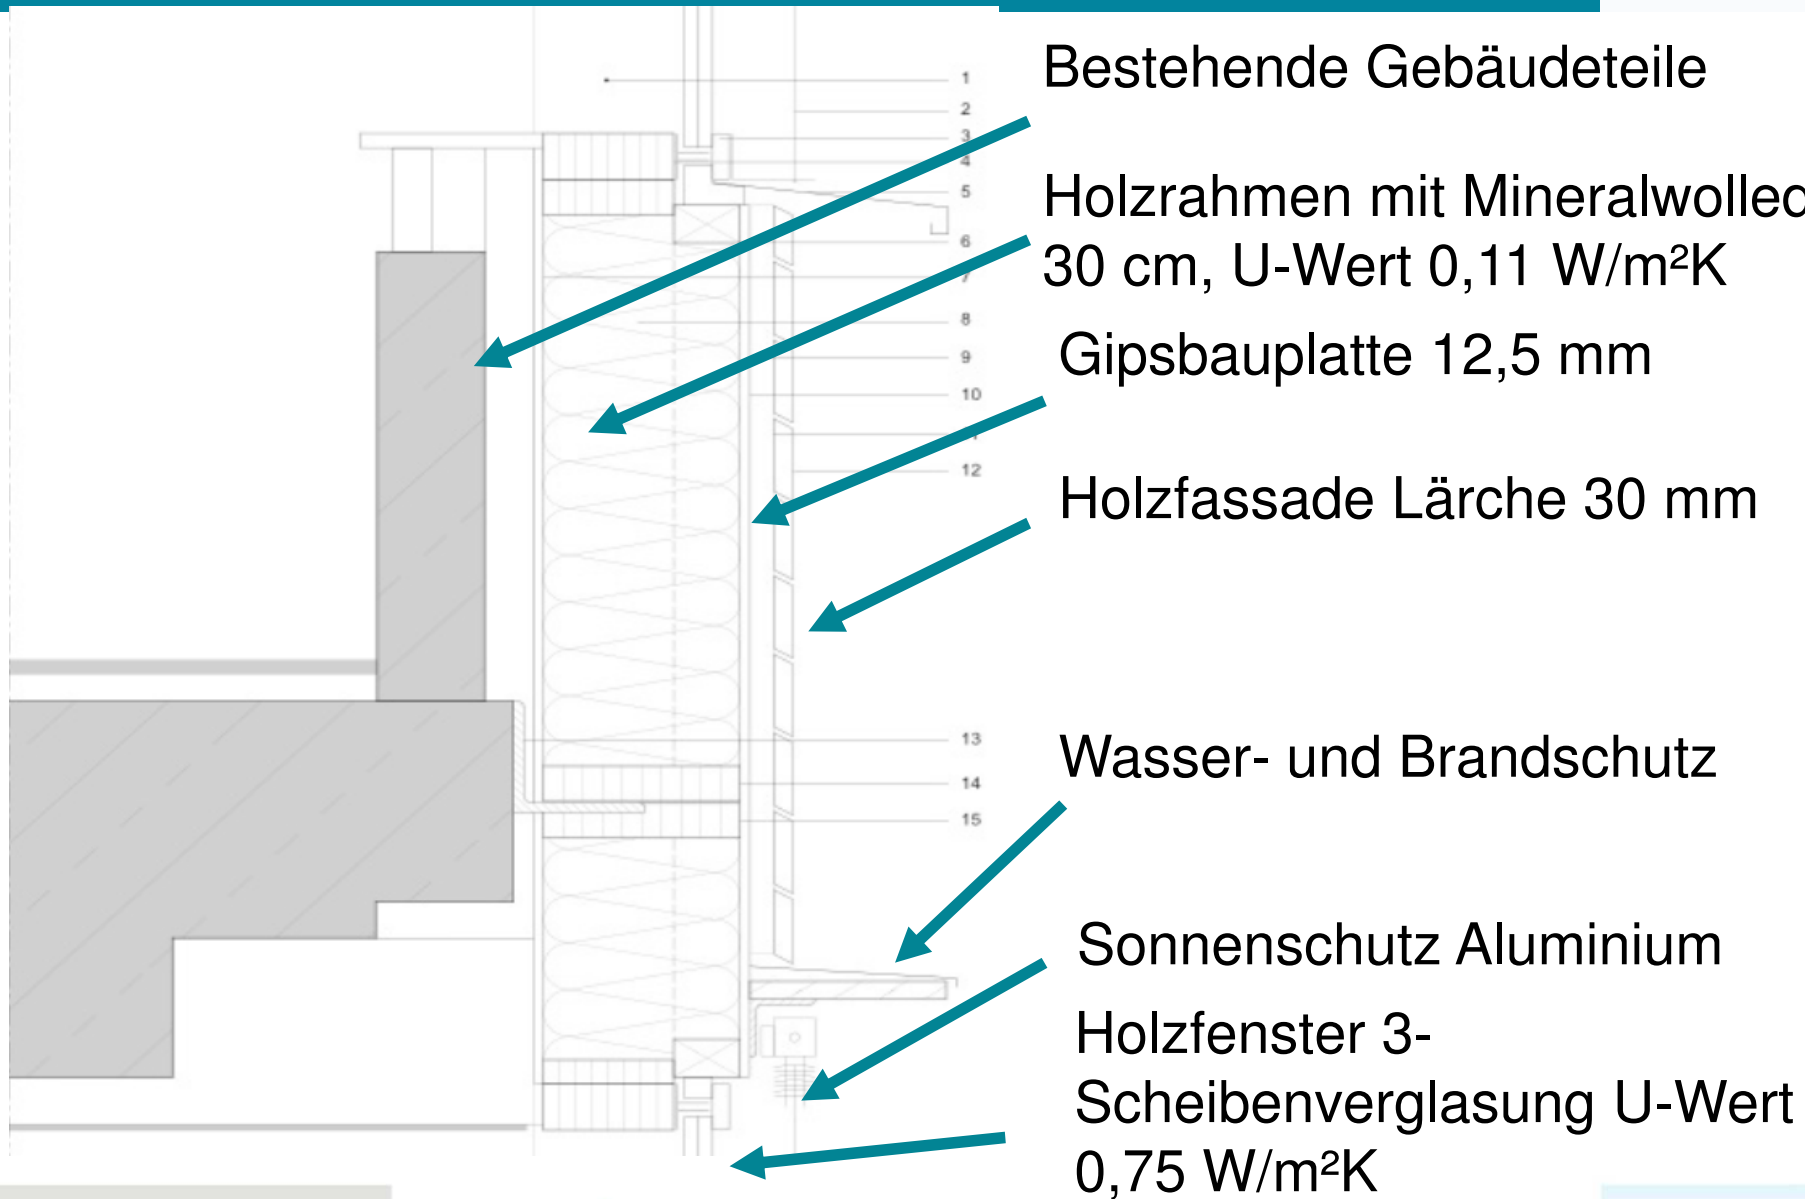 Bestehende Gebäudeteile
Holzrahmen mit Mineralwolled
30 cm, U-Wert 0,11 W/m²K
Gipsbauplatte 12,5 mm
Holzfassade Lärche 30 mm
Wasser- und Brandschutz
Sonnenschutz Aluminium
Holzfenster 3-
Scheibenverglasung U-Wert
0,75 W/m²K
1
2
3
4
5
6
7
8
9
10
12
13
14
15